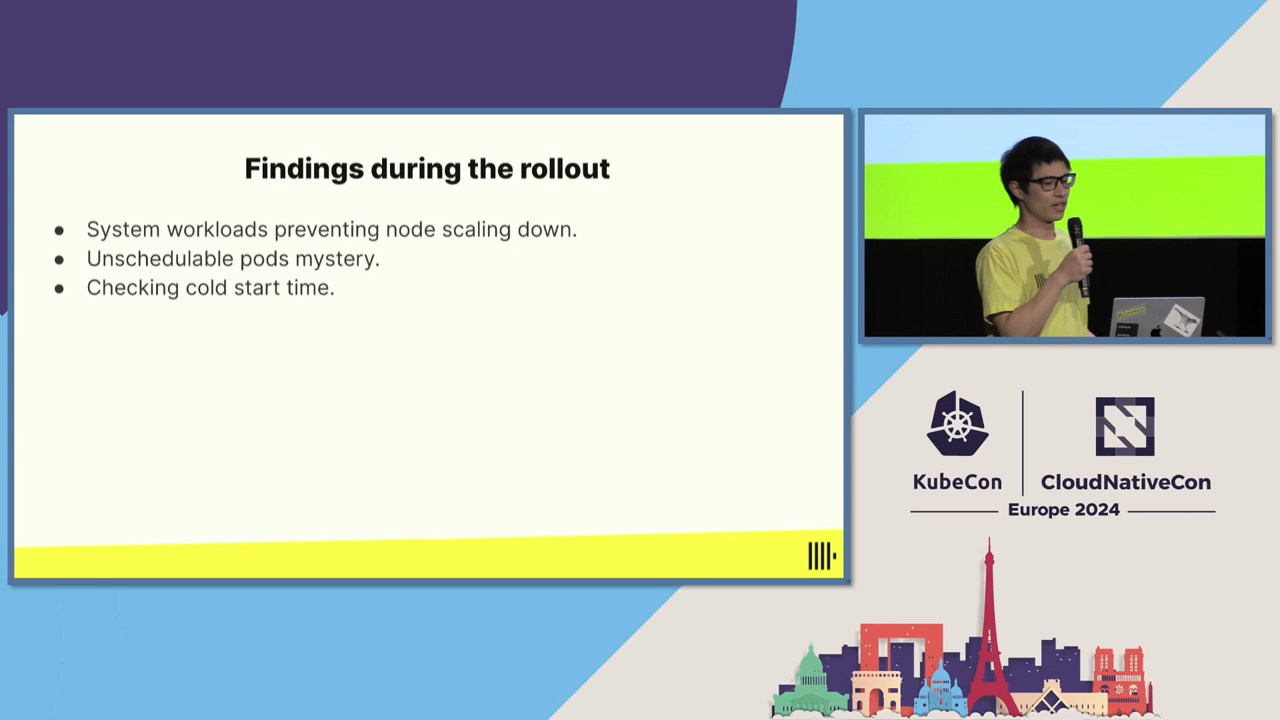 Findings during the rollout
● System workloads preventing node scaling down.
● Unschedulable pods mystery.
● Checking cold start time.
KubeCon
CloudNativeCon
Europe 2024